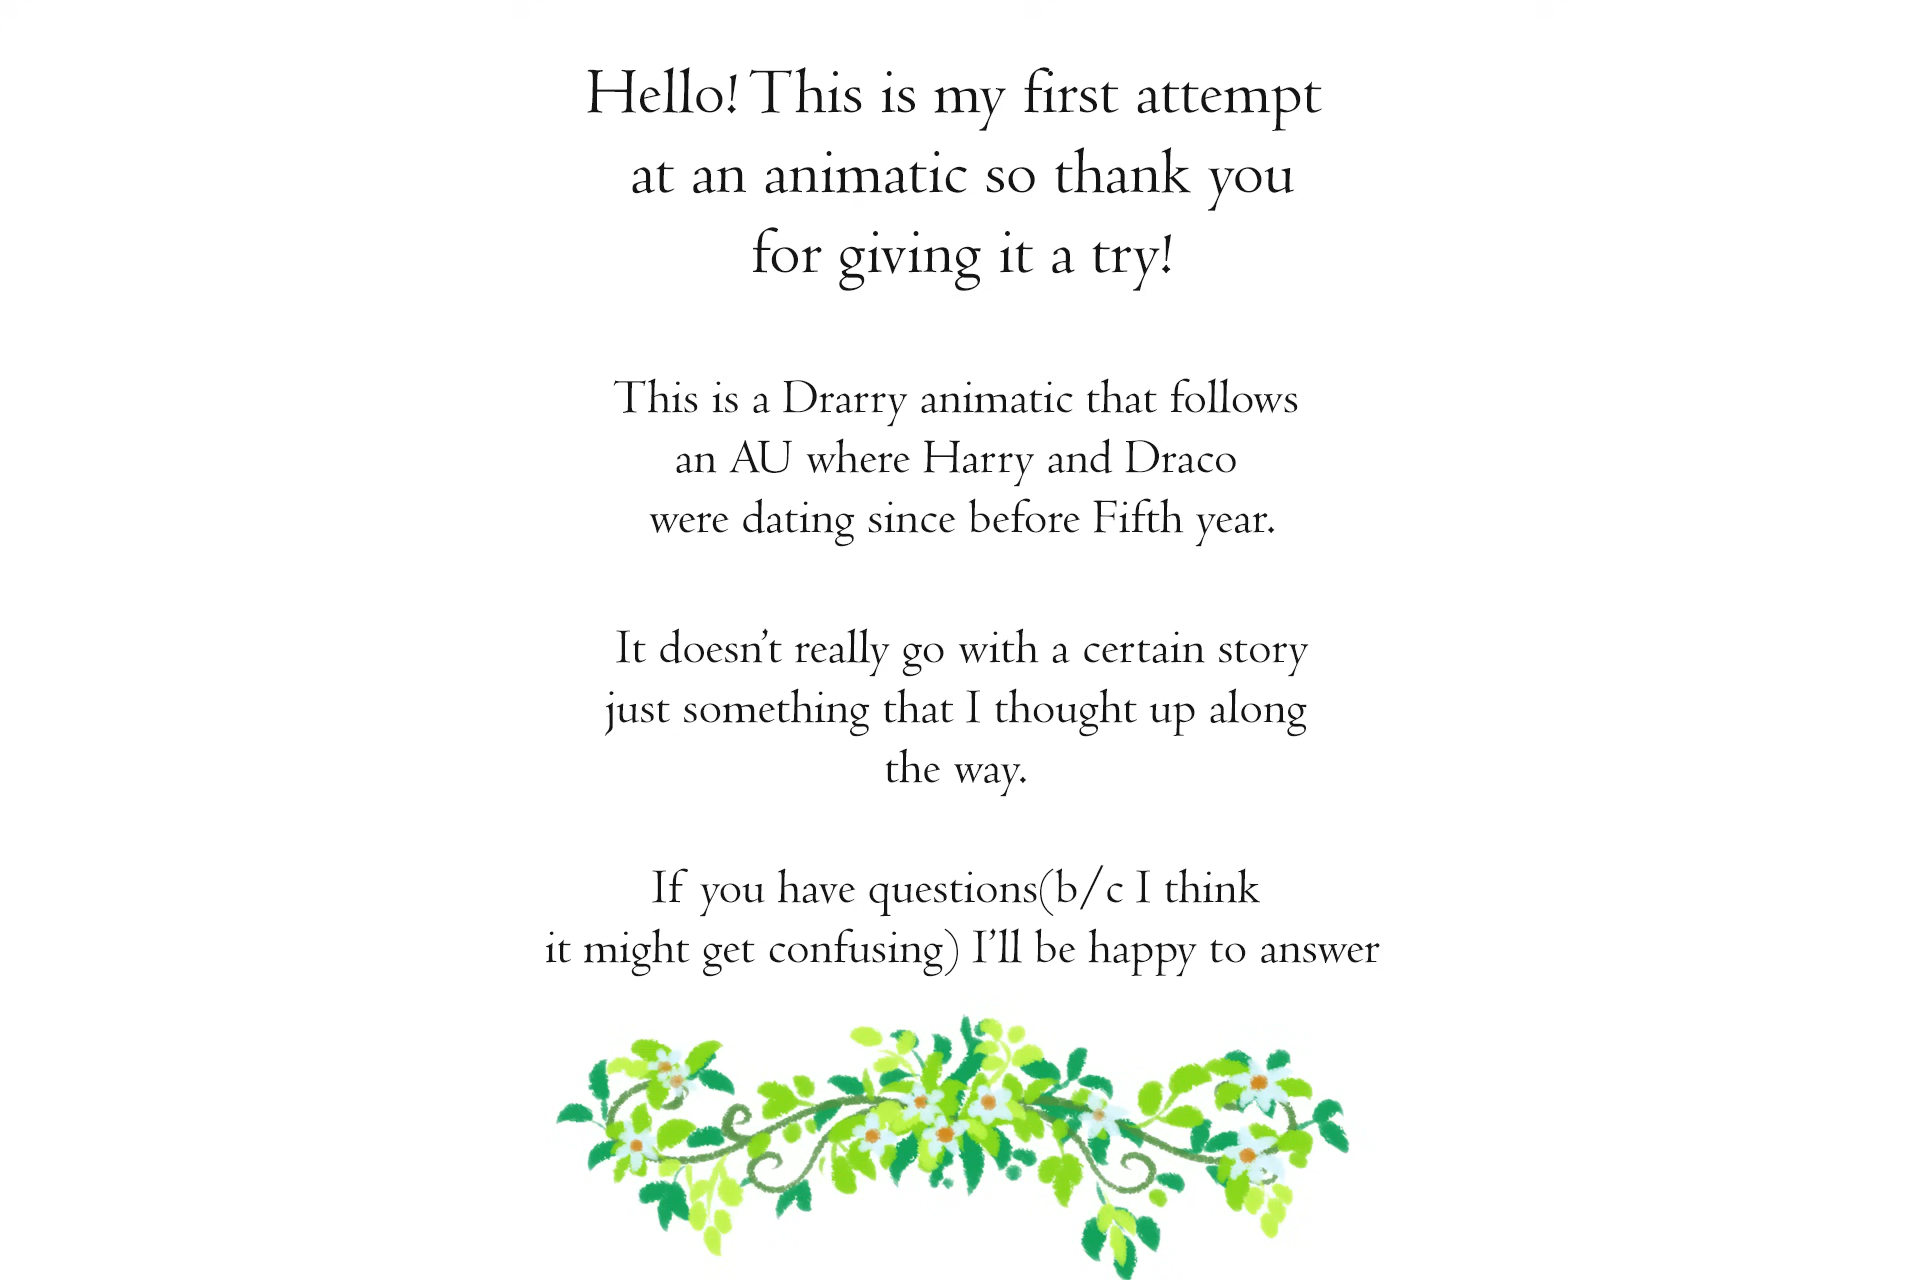 Hello! This is my first attempt
at an animatic so thank you
for giving it a try!
This is a Drarry animatic that follows
an AU where Harry and Draco
were dating since before Fifth year.
It doesn't really go with a certain story
just something that I thought up along
the way.
If you have questions(b/c I think
it might get confusing) I'll be happy to answer